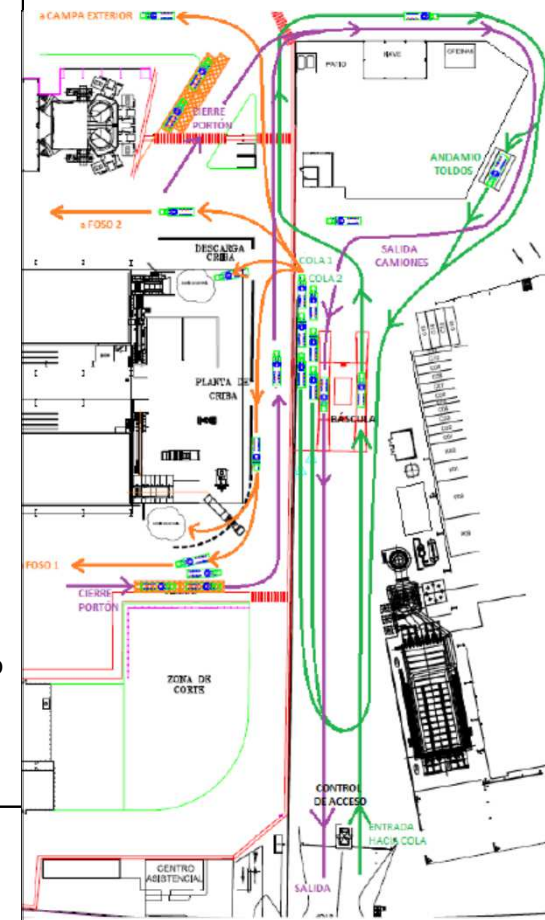 a CAMPA EXTERIOR
PATIO
NAVE
OFICINAS
CIERRE
PORTÓN
ANDAMIO
TOLDOS
a FOSO 2
DESCARGA
CRIBA
SALIDA
CAMIONES
COLA 1
COLA 2
PLANTA DE
CRIBA
BÁSCULA
FOSO 1
CIERRE
PORTÓN
ZONA DE
CORTE
CONTROL
DE ACCESO
ENTRADA
HACIA COLA
CENTRO
ASISTENCIAL
SALIDA